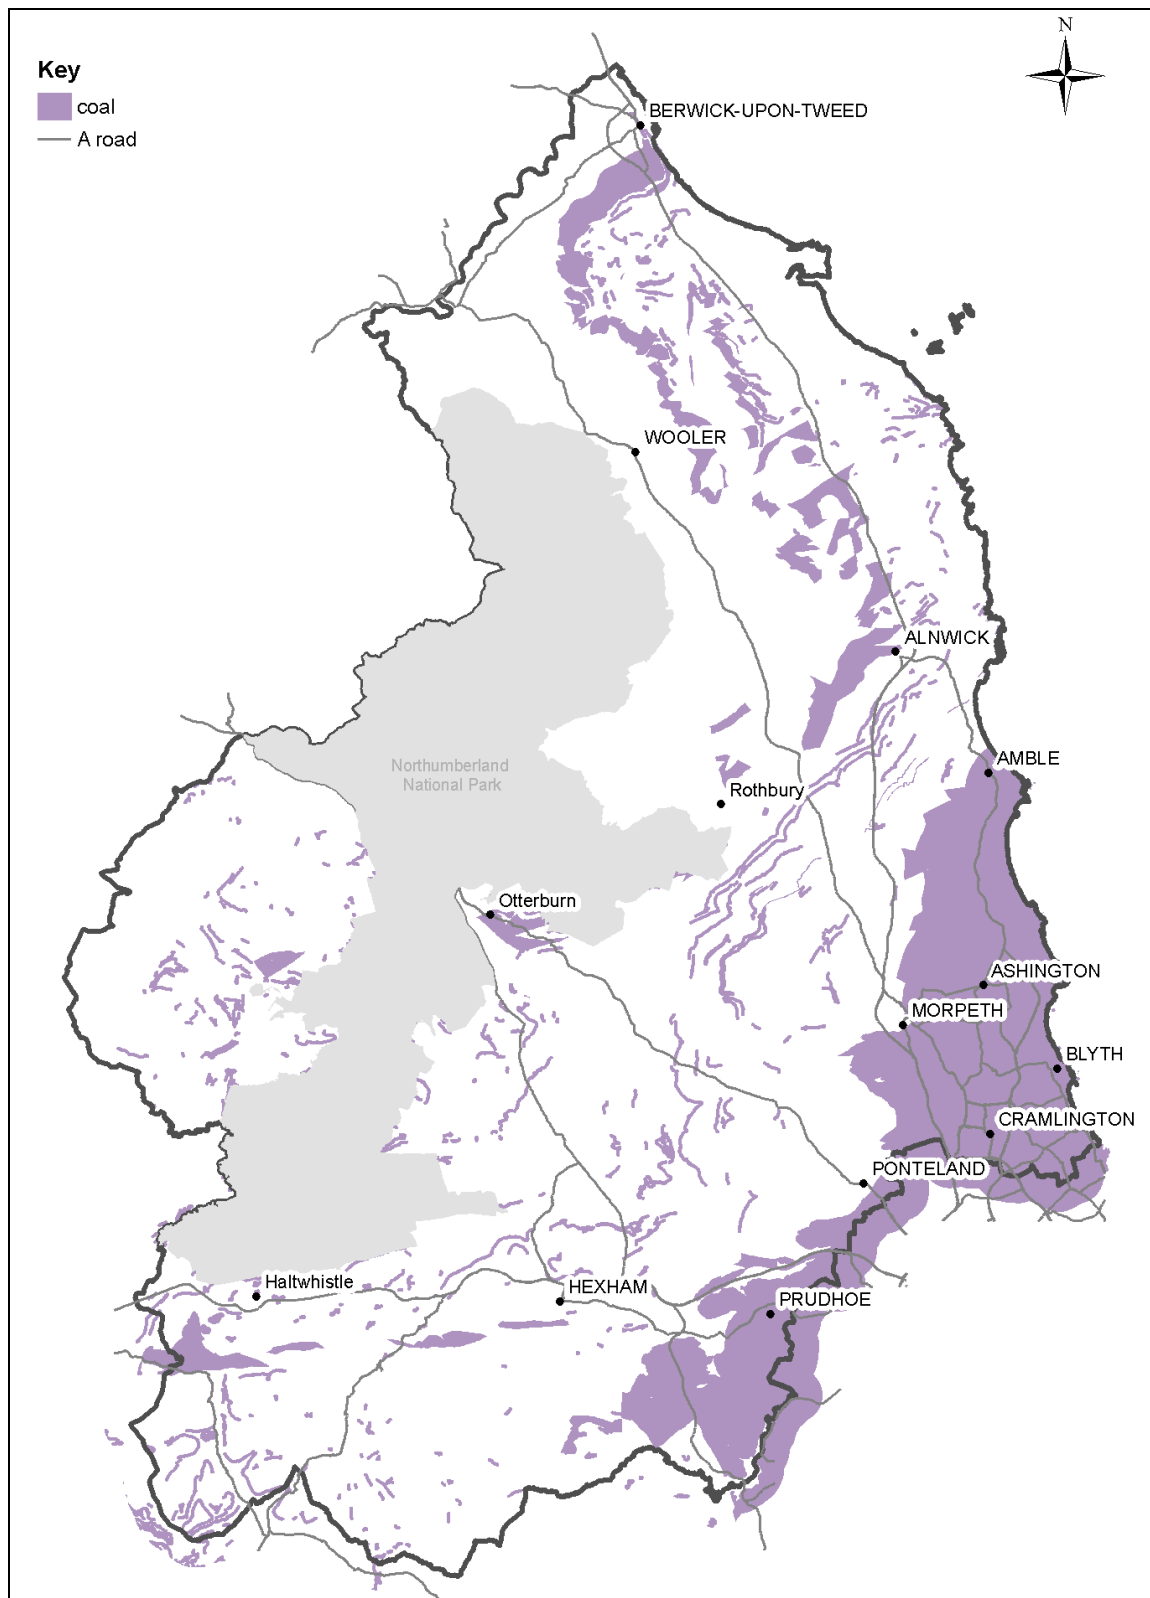 N
Key
coal
A road
BERWICK-UPON-TWEED
WOOLER
ALNWICK
Northumberland
National Park
AMBLE
Rothbury
Otterburn
ASHINGTON
MORPETH
BLYTH
CRAMLINGTON
PONTELAND
Haltwhistle
HEXHAM
PRUDHOE